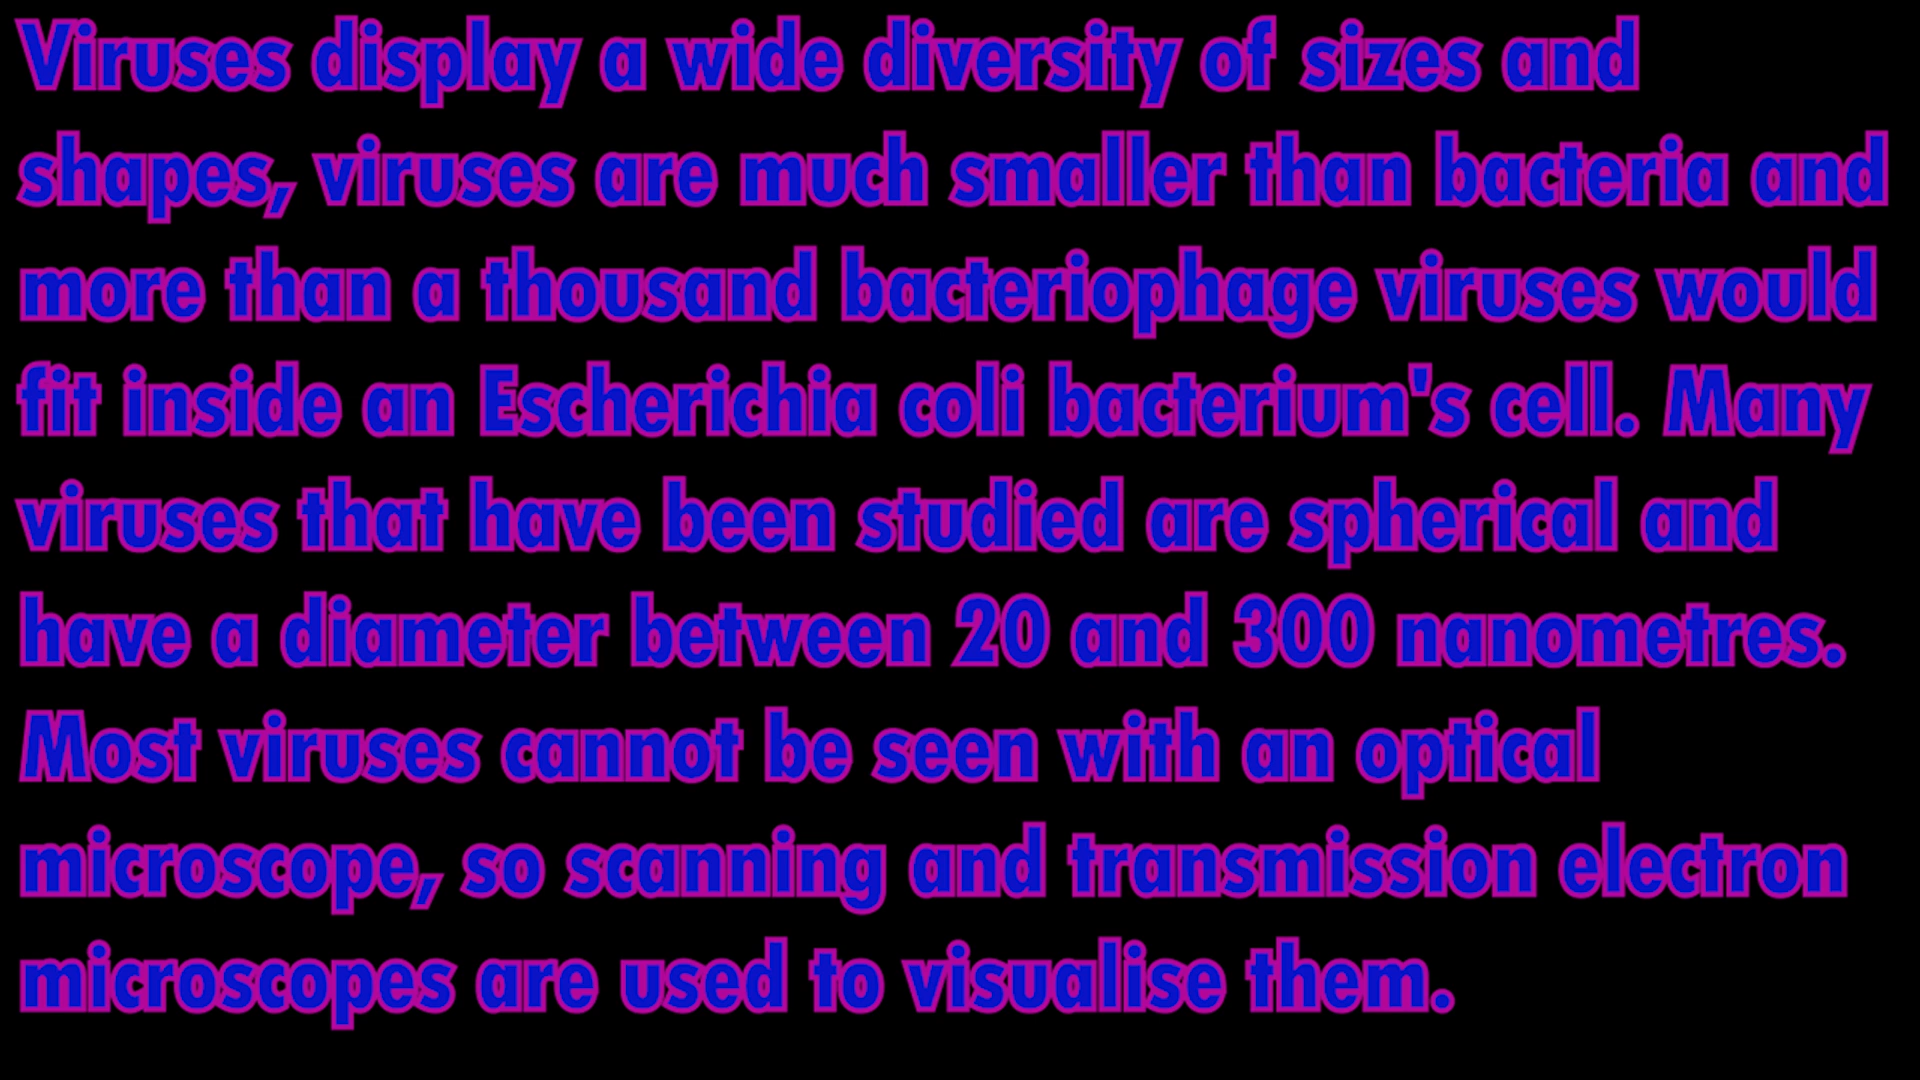 Viruses display a wide diversity of sizes and
shapes, viruses are much smaller than bacteria and
more than a thousand bacteriophage viruses would
fit inside an Escherichia coli bacterium's cell. Many
viruses that have been studied are spherical and
have a diameter between 20 and 300 nanometres.
Most viruses cannot be seen with an optical
microscope, so scanning and transmission electron
microscopes are used to visualise them.